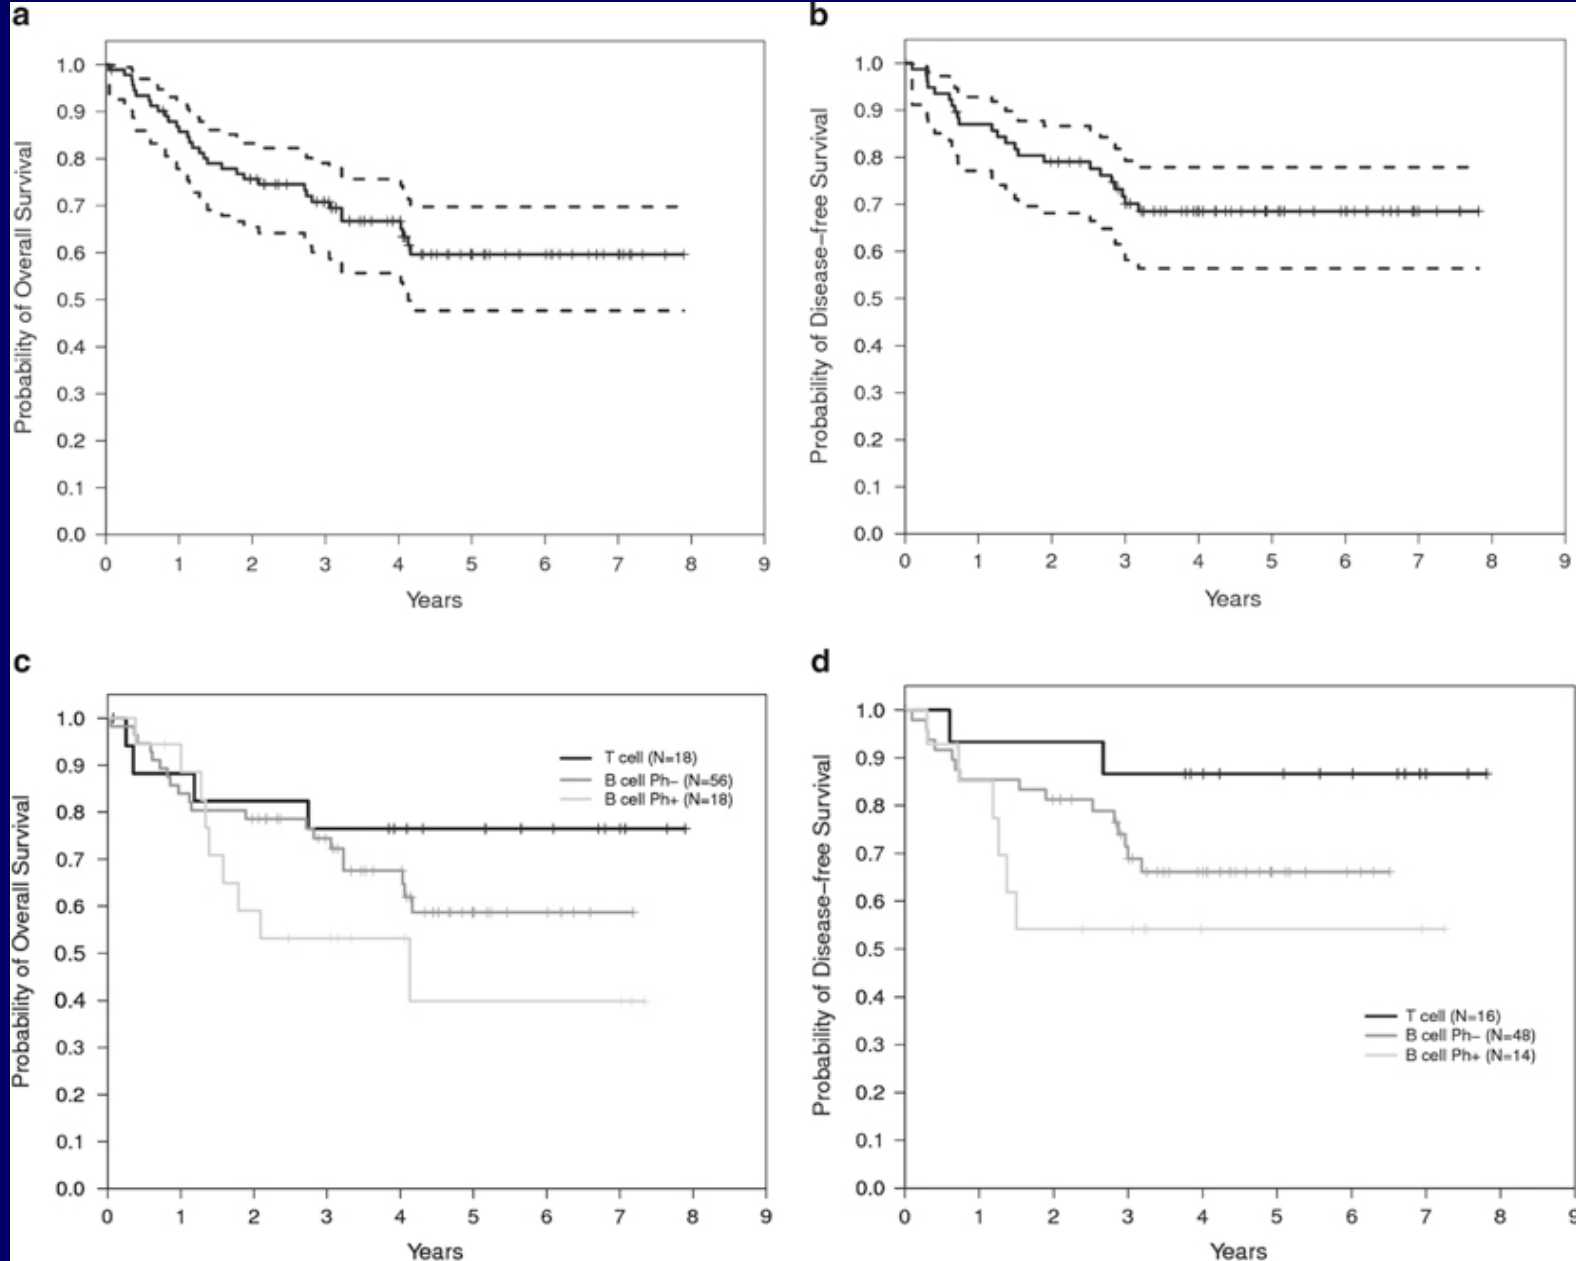 a
Probability of Overall Survival
1.0
0.9
0.8
0.7
0.6
0.5
0.4
0.3
0.2
0.1
0.0
0 1 2 3 4 5 6 7 8 9
Years
b
Probability of Disease–free Survival
1.0
0.9
0.8
0.7
0.6
0.5
0.4
0.3
0.2
0.1
0.0
0 1 2 3 4 5 6 7 8 9
Years
c
Probability of Overall Survival
1.0
0.9
0.8
0.7
0.6
0.5
0.4
0.3
0.2
0.1
0.0
T cell (N=18)
B cell Ph– (N=56)
B cell Ph+ (N=18)
0 1 2 3 4 5 6 7 8 9
Years
d
Probability of Disease–free Survival
1.0
0.9
0.8
0.7
0.6
0.5
0.4
0.3
0.2
0.1
0.0
T cell (N=16)
B cell Ph– (N=48)
B cell Ph+ (N=14)
0 1 2 3 4 5 6 7 8 9
Years